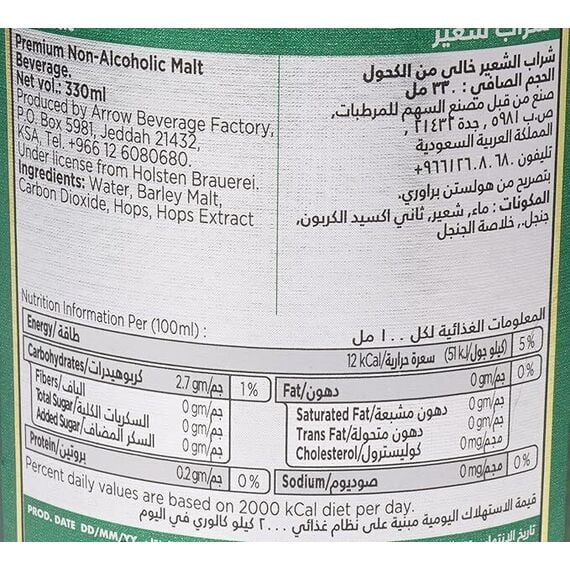 Premium Non-Alcoholic Malt
Beverage.
Net vol.: 330ml
Produced by Arrow Beverage Factory,
P.O. Box 5981, Jeddah 21432,
KSA, Tel. +966 12 6080680.
Under license from Holsten Brauerei.
Ingredients: Water, Barley Malt,
Carbon Dioxide, Hops, Hops Extract
شراب شعير
شراب الشعير خالي من الكحول
الحجم الصافي: ٣٣٠ مل
صنع من قبل مصنع السهم للمرطبات,
ص.ب ٥٩٨١, جدة ٢١٤٣٢,
المملكة العربية السعودية
تليفون ٠٦٨٠ ٦٠٨ ٩٦٦١٢+
بتصريح من هولستن براوري.
المكونات: ماء, شعير, ثاني اكسيد الكربون,
جنجل, خلاصة الجنجل
Nutrition Information Per (100ml) :
المعلومات الغذائية لكل ١٠٠ مل
Energy/طاقة 12 kCal/سعرة حرارية (51 kJ/كيلو جول) 5%
Carbohydrates/كربوهيدرات 2.7 gm/جم 1%
Fibers/الياف 0 gm/جم
Total Sugar/السكريات الكلية 0 gm/جم
Added Sugar/السكر المضاف 0 gm/جم
Protein/بروتين 0.2 gm/جم 0%
Fat/دهون 0 gm/جم 0%
Saturated Fat/دهون مشبعة 0 gm/جم
Trans Fat/دهون متحولة 0 gm/جم
Cholesterol/كوليسترول 0 mg/مجم
Sodium/صوديوم 0 mg/مجم 0%
Percent daily values are based on 2000 kCal diet per day.
قيمة الاستهلاك اليومية مبنية على نظام غذائي ٢٠٠٠ كيلو كالوري في اليوم
PROD. DATE DD/MM/YY
تاريخ الإنتاج